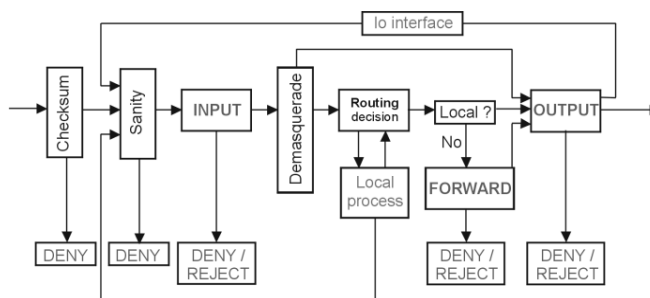 lo interface
Checksum
Sanity
INPUT
Demasquerade
Routing
decision
Local ?
OUTPUT
No
Local
process
FORWARD
DENY
DENY
DENY /
REJECT
DENY /
REJECT
DENY /
REJECT